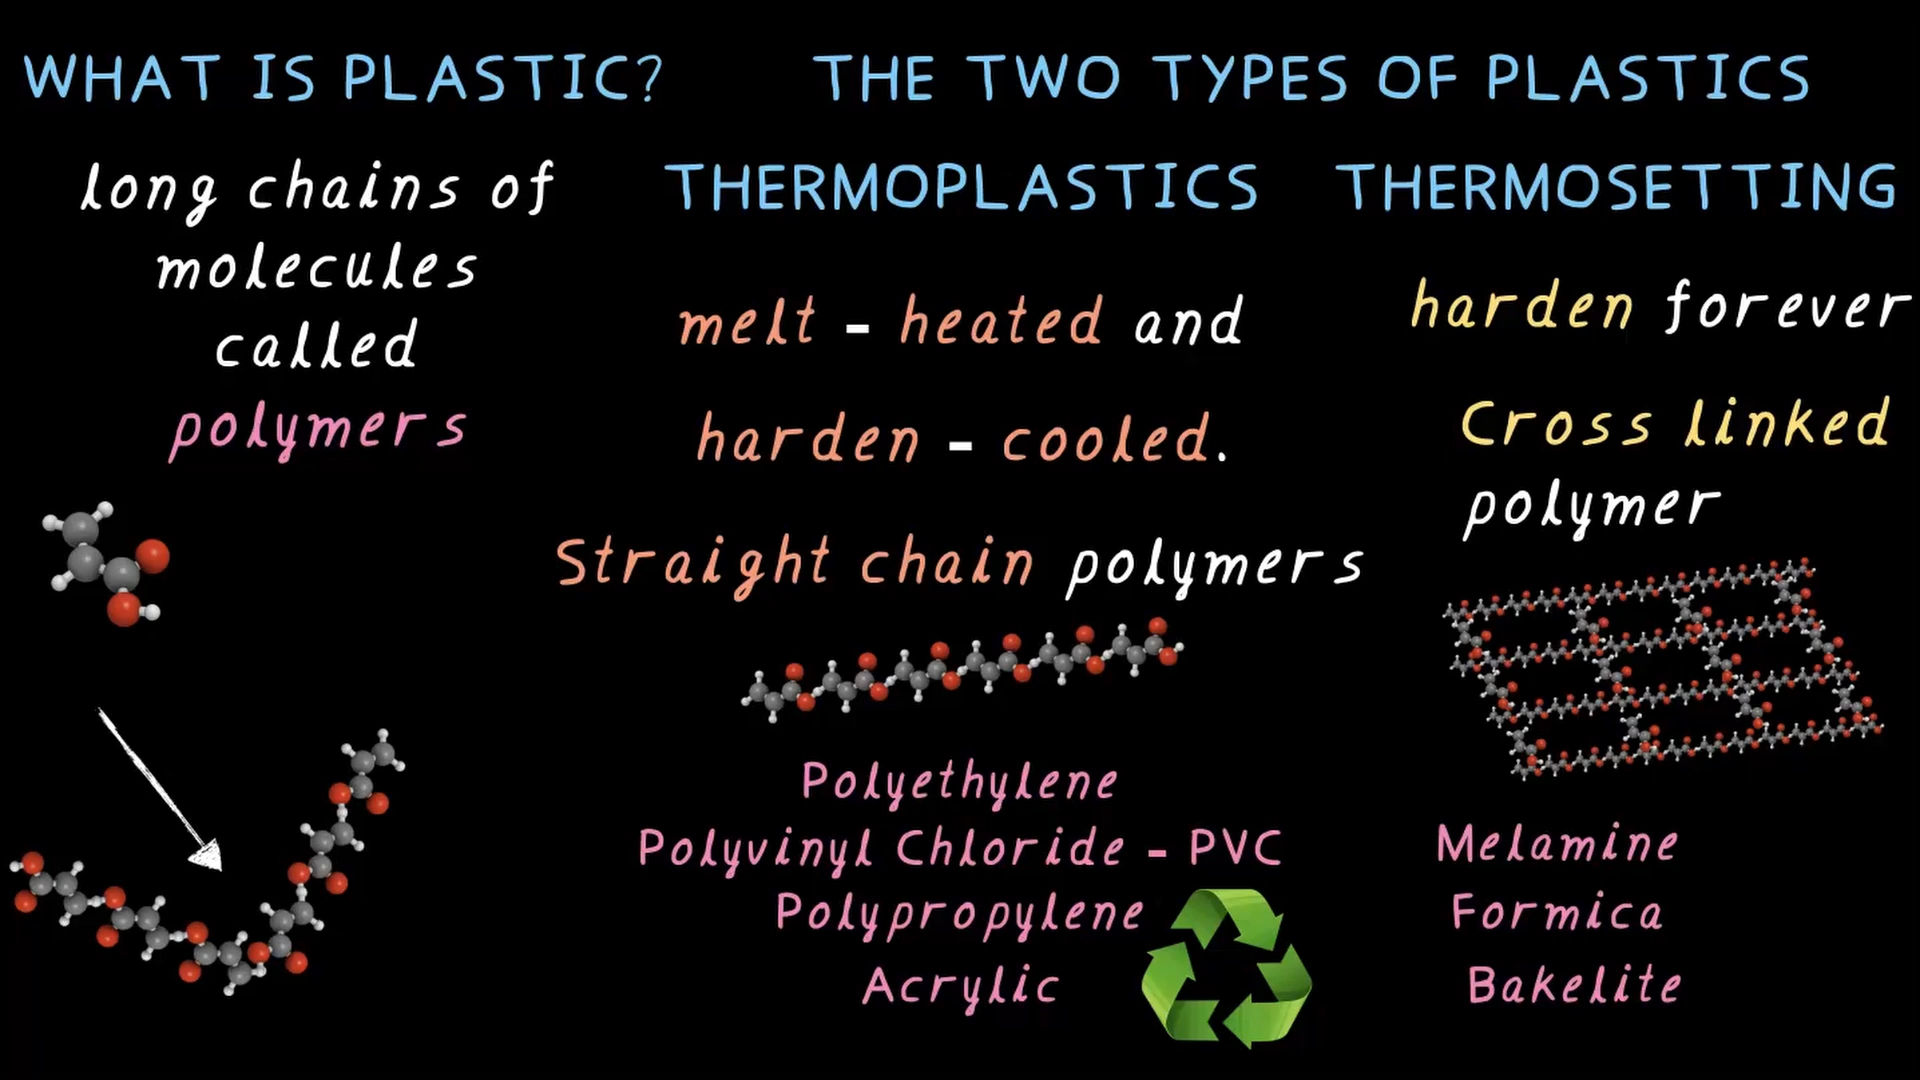 WHAT IS PLASTIC?
long chains of
molecules
called
polymers
THE TWO TYPES OF PLASTICS
THERMOPLASTICS
melt - heated and
harden - cooled.
Straight chain polymers
Polyethylene
Polyvinyl Chloride - PVC
Polypropylene
Acrylic
THERMOSETTING
harden forever
Cross linked
polymer
Melamine
Formica
Bakelite